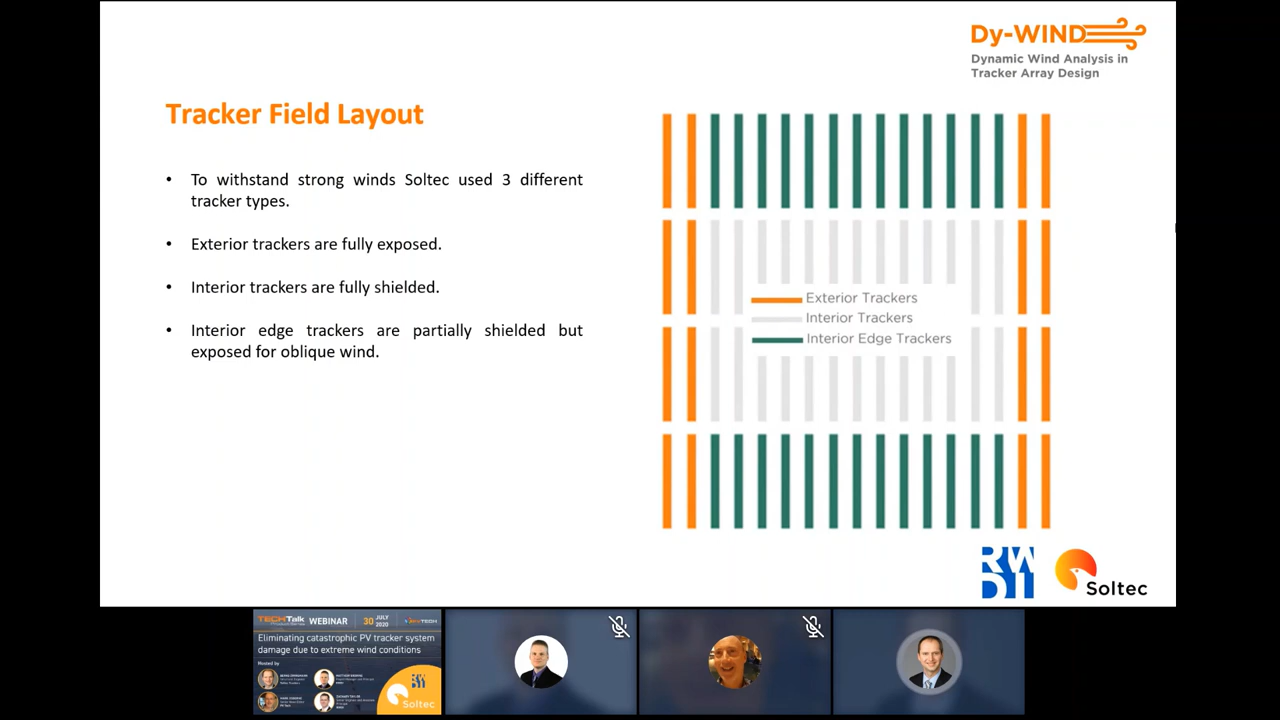 Dy-WIND
Dynamic Wind Analysis in
Tracker Array Design
Tracker Field Layout
• To withstand strong winds Soltec used 3 different
tracker types.
• Exterior trackers are fully exposed.
• Interior trackers are fully shielded.
• Interior edge trackers are partially shielded but
exposed for oblique wind.
Exterior Trackers
Interior Trackers
Interior Edge Trackers
RWDI
Soltec
TECHTalk WEBINAR 30 JULY 2020
Eliminating catastrophic PV tracker system
damage due to extreme wind conditions
Hosted by
Soltec